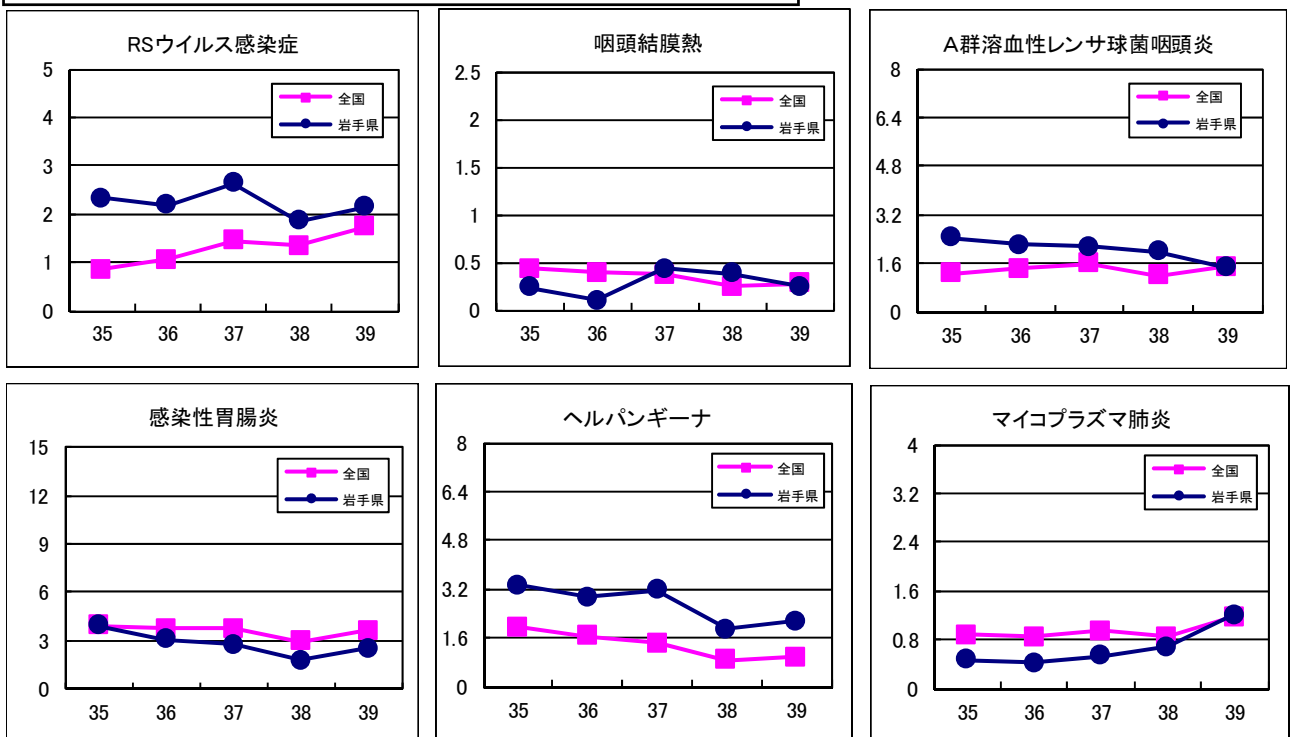 RSウイルス感染症
5
4
3
2
1
0
全国
岩手県
35 36 37 38 39
咽頭結膜熱
2.5
2
1.5
1
0.5
0
全国
岩手県
35 36 37 38 39
A群溶血性レンサ球菌咽頭炎
8
6.4
4.8
3.2
1.6
0
全国
岩手県
35 36 37 38 39
感染性胃腸炎
15
12
9
6
3
0
全国
岩手県
35 36 37 38 39
ヘルパンギーナ
8
6.4
4.8
3.2
1.6
0
全国
岩手県
35 36 37 38 39
マイコプラズマ肺炎
4
3.2
2.4
1.6
0.8
0
全国
岩手県
35 36 37 38 39